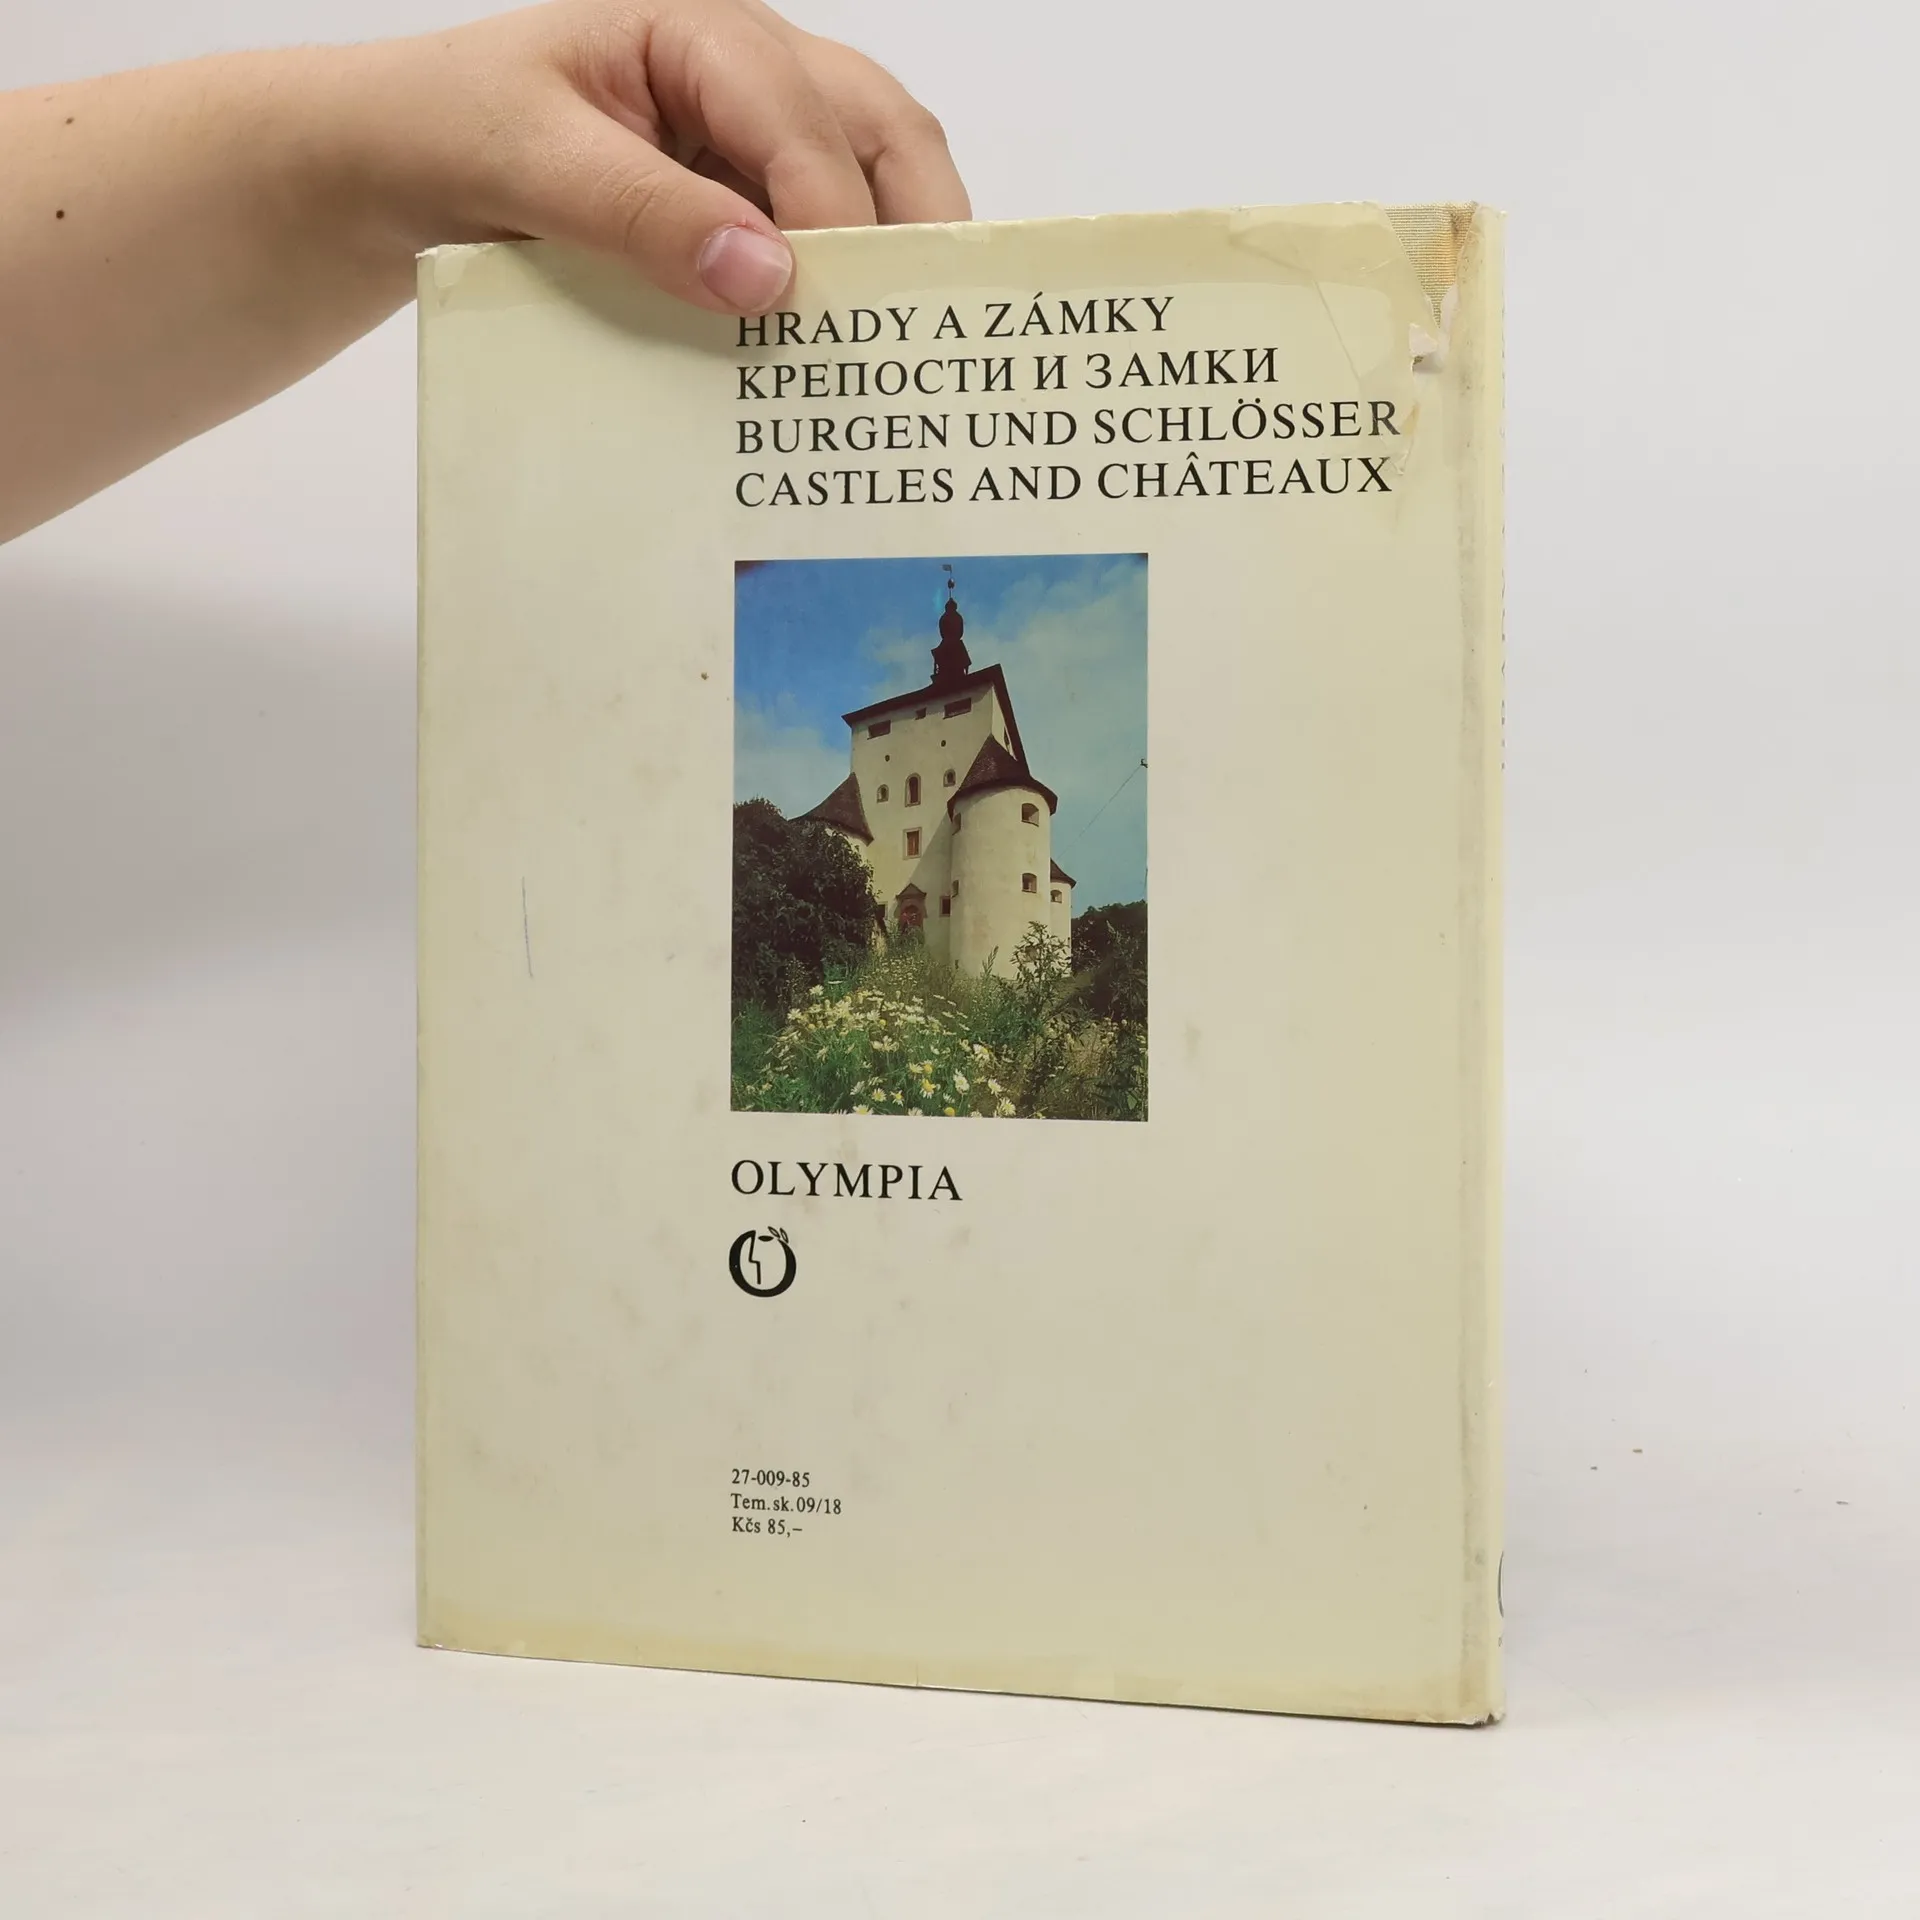 HRADY A ZÁMKY
КРЕПОСТИ И ЗАМКИ
BURGEN UND SCHLÖSSER
CASTLES AND CHÂTEAUX
OLYMPIA
27-009-85
Tem. sk. 09/18
Kčs 85,–